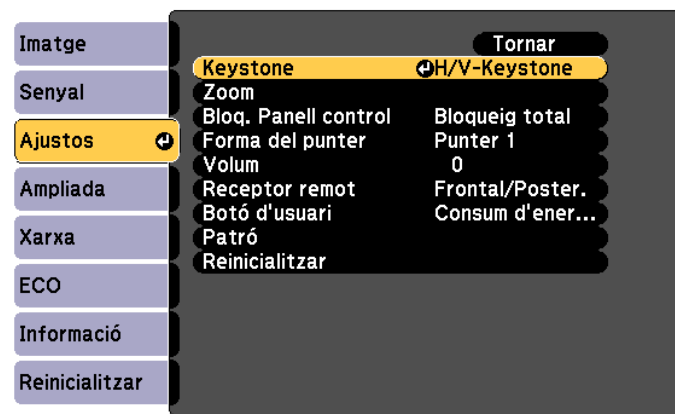 Imatge
Senyal
Ajustos
Ampliada
Xarxa
ECO
Informació
Reinicialitzar
Tornar
Keystone H/V-Keystone
Zoom
Bloq. Panell control Bloqueig total
Forma del punter Punter 1
Volum 0
Receptor remot Frontal/Poster.
Botó d'usuari Consum d'ener...
Patró
Reinicialitzar